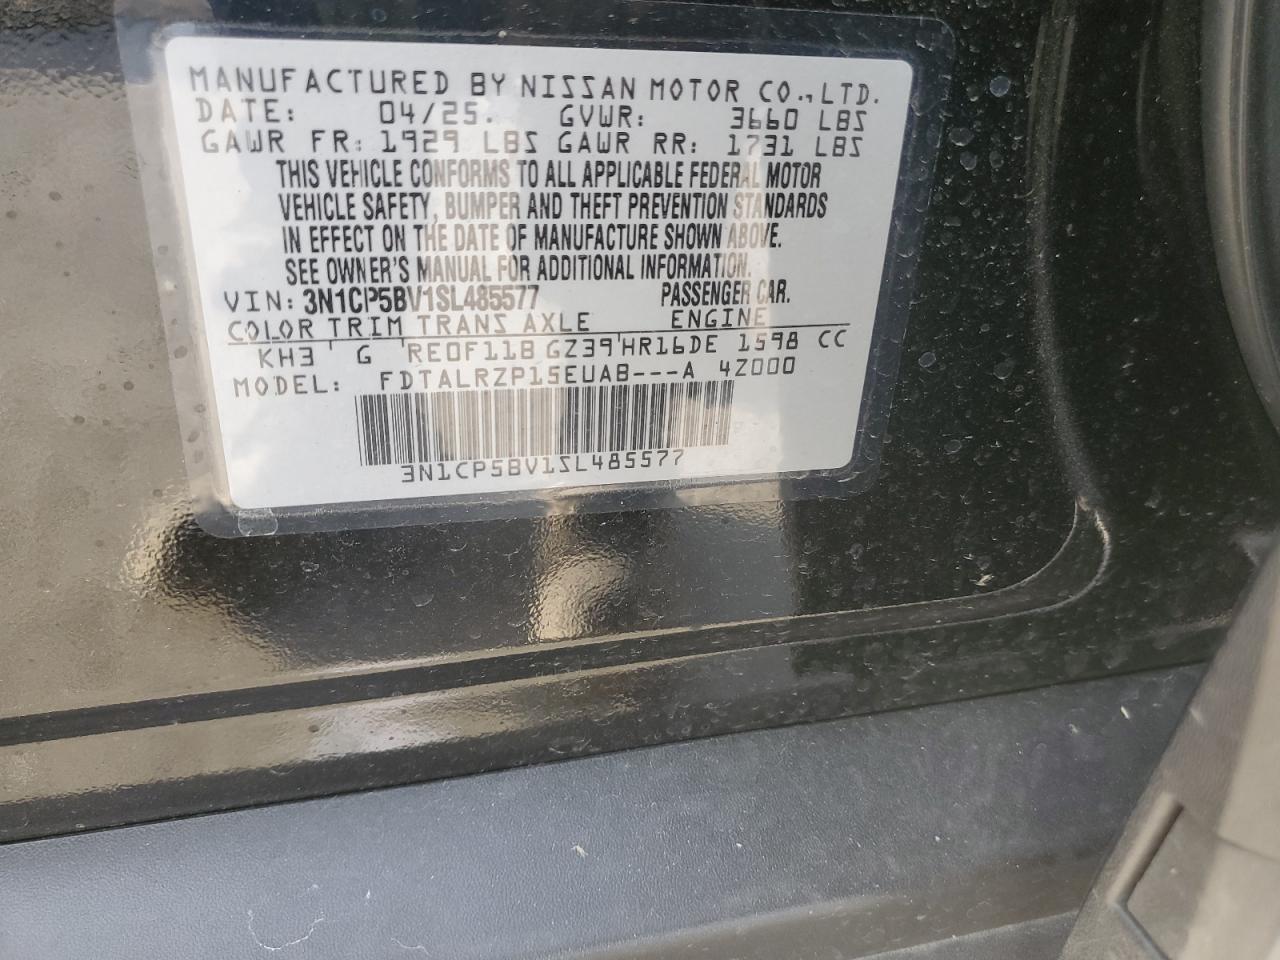 MANUFACTURED BY NISSAN MOTOR CO.,LTD.
DATE: 04/25. GVWR: 3660 LBS
GAWR FR: 1929 LBS GAWR RR: 1731 LBS
THIS VEHICLE CONFORMS TO ALL APPLICABLE FEDERAL MOTOR
VEHICLE SAFETY, BUMPER AND THEFT PREVENTION STANDARDS
IN EFFECT ON THE DATE OF MANUFACTURE SHOWN ABOVE.
SEE OWNER'S MANUAL FOR ADDITIONAL INFORMATION.
VIN: 3N1CP5BV1SL485577 PASSENGER CAR.
COLOR TRIM TRANS AXLE ENGINE
KH3 G RE0F11B GZ39 HR16DE 1598 CC
MODEL: FDTALRZP15EUAB---A 4Z000
3N1CP5BV1SL485577